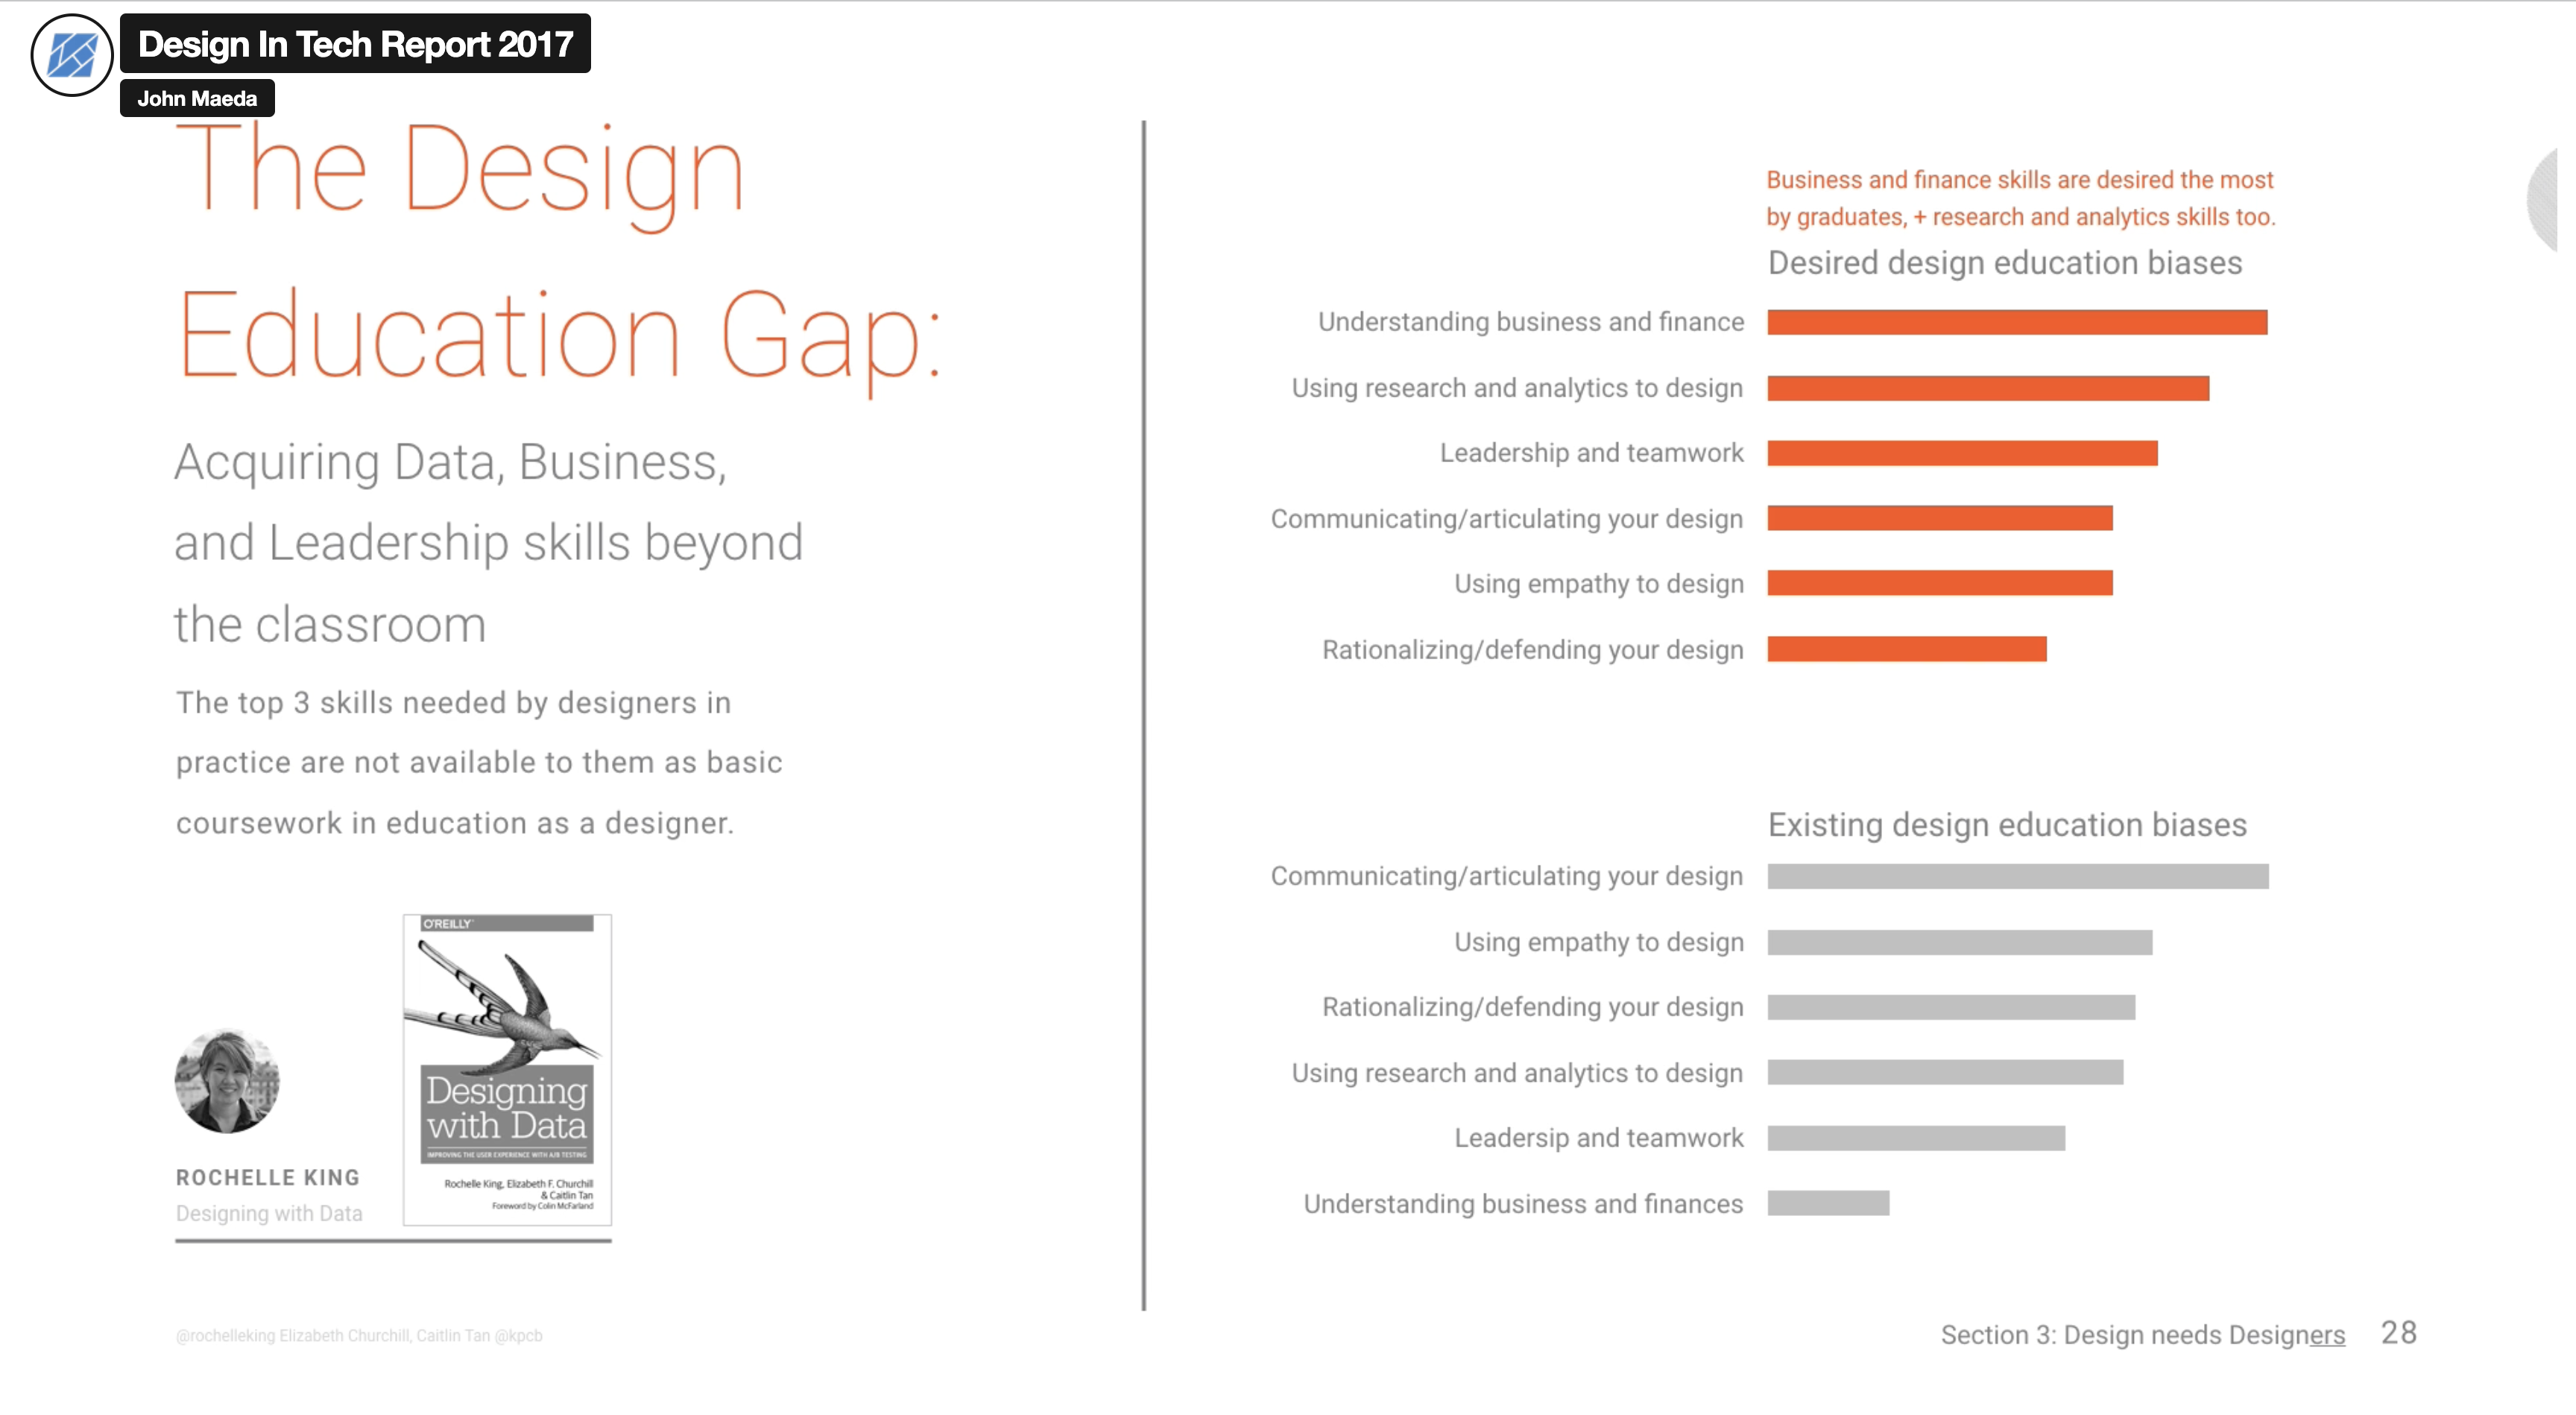 Design In Tech Report 2017
John Maeda
The Design
Education Gap:
Acquiring Data, Business,
and Leadership skills beyond
the classroom
The top 3 skills needed by designers in
practice are not available to them as basic
coursework in education as a designer.
O'REILLY'
Designing
with Data
IMPROVING THE USER EXPERIENCE WITH A/B TESTING
Rochelle King, Elizabeth F. Churchill
& Caitlin Tan
Foreword by Colin McFarland
ROCHELLE KING
Designing with Data
@rochelleking Elizabeth Churchill, Caitlin Tan @kpcb
Business and finance skills are desired the most
by graduates, + research and analytics skills too.
Desired design education biases
Understanding business and finance
Using research and analytics to design
Leadership and teamwork
Communicating/articulating your design
Using empathy to design
Rationalizing/defending your design
Existing design education biases
Communicating/articulating your design
Using empathy to design
Rationalizing/defending your design
Using research and analytics to design
Leadersip and teamwork
Understanding business and finances
Section 3: Design needs Designers 28